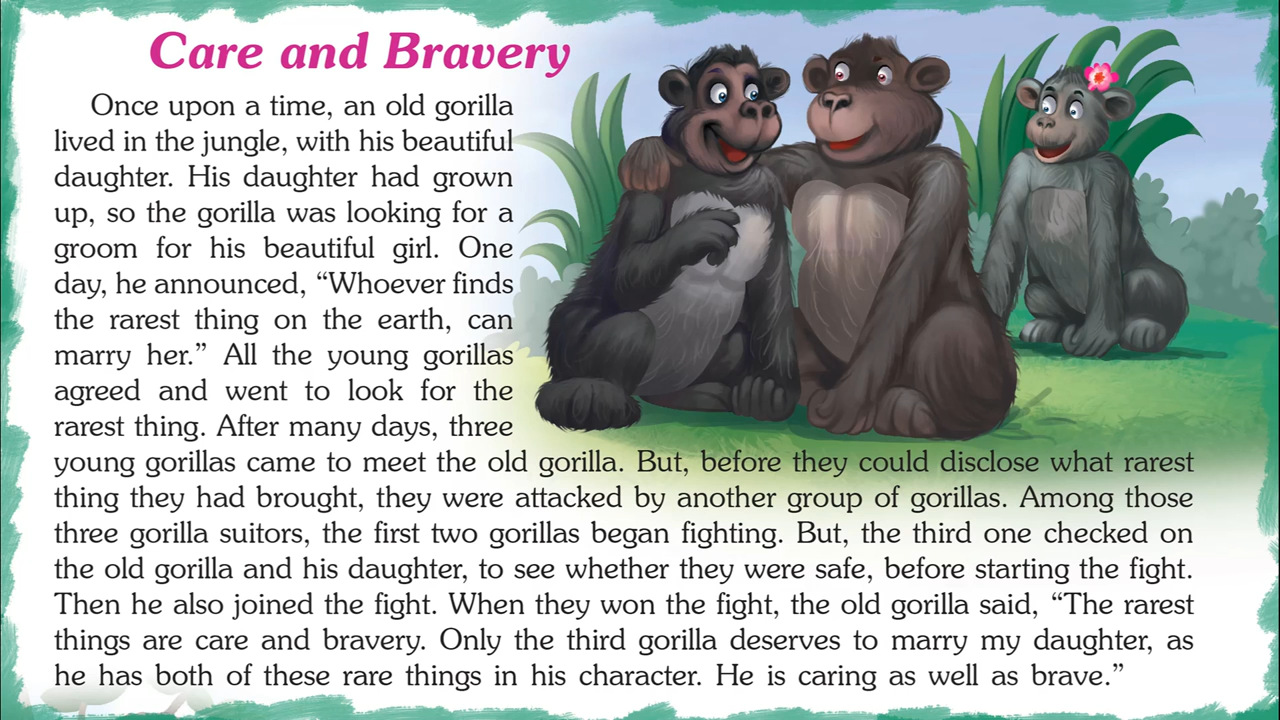 Care and Bravery
Once upon a time, an old gorilla
lived in the jungle, with his beautiful
daughter. His daughter had grown
up, so the gorilla was looking for a
groom for his beautiful girl. One
day, he announced, “Whoever finds
the rarest thing on the earth, can
marry her.” All the young gorillas
agreed and went to look for the
rarest thing. After many days, three
young gorillas came to meet the old gorilla. But, before they could disclose what rarest
thing they had brought, they were attacked by another group of gorillas. Among those
three gorilla suitors, the first two gorillas began fighting. But, the third one checked on
the old gorilla and his daughter, to see whether they were safe, before starting the fight.
Then he also joined the fight. When they won the fight, the old gorilla said, “The rarest
things are care and bravery. Only the third gorilla deserves to marry my daughter, as
he has both of these rare things in his character. He is caring as well as brave.”